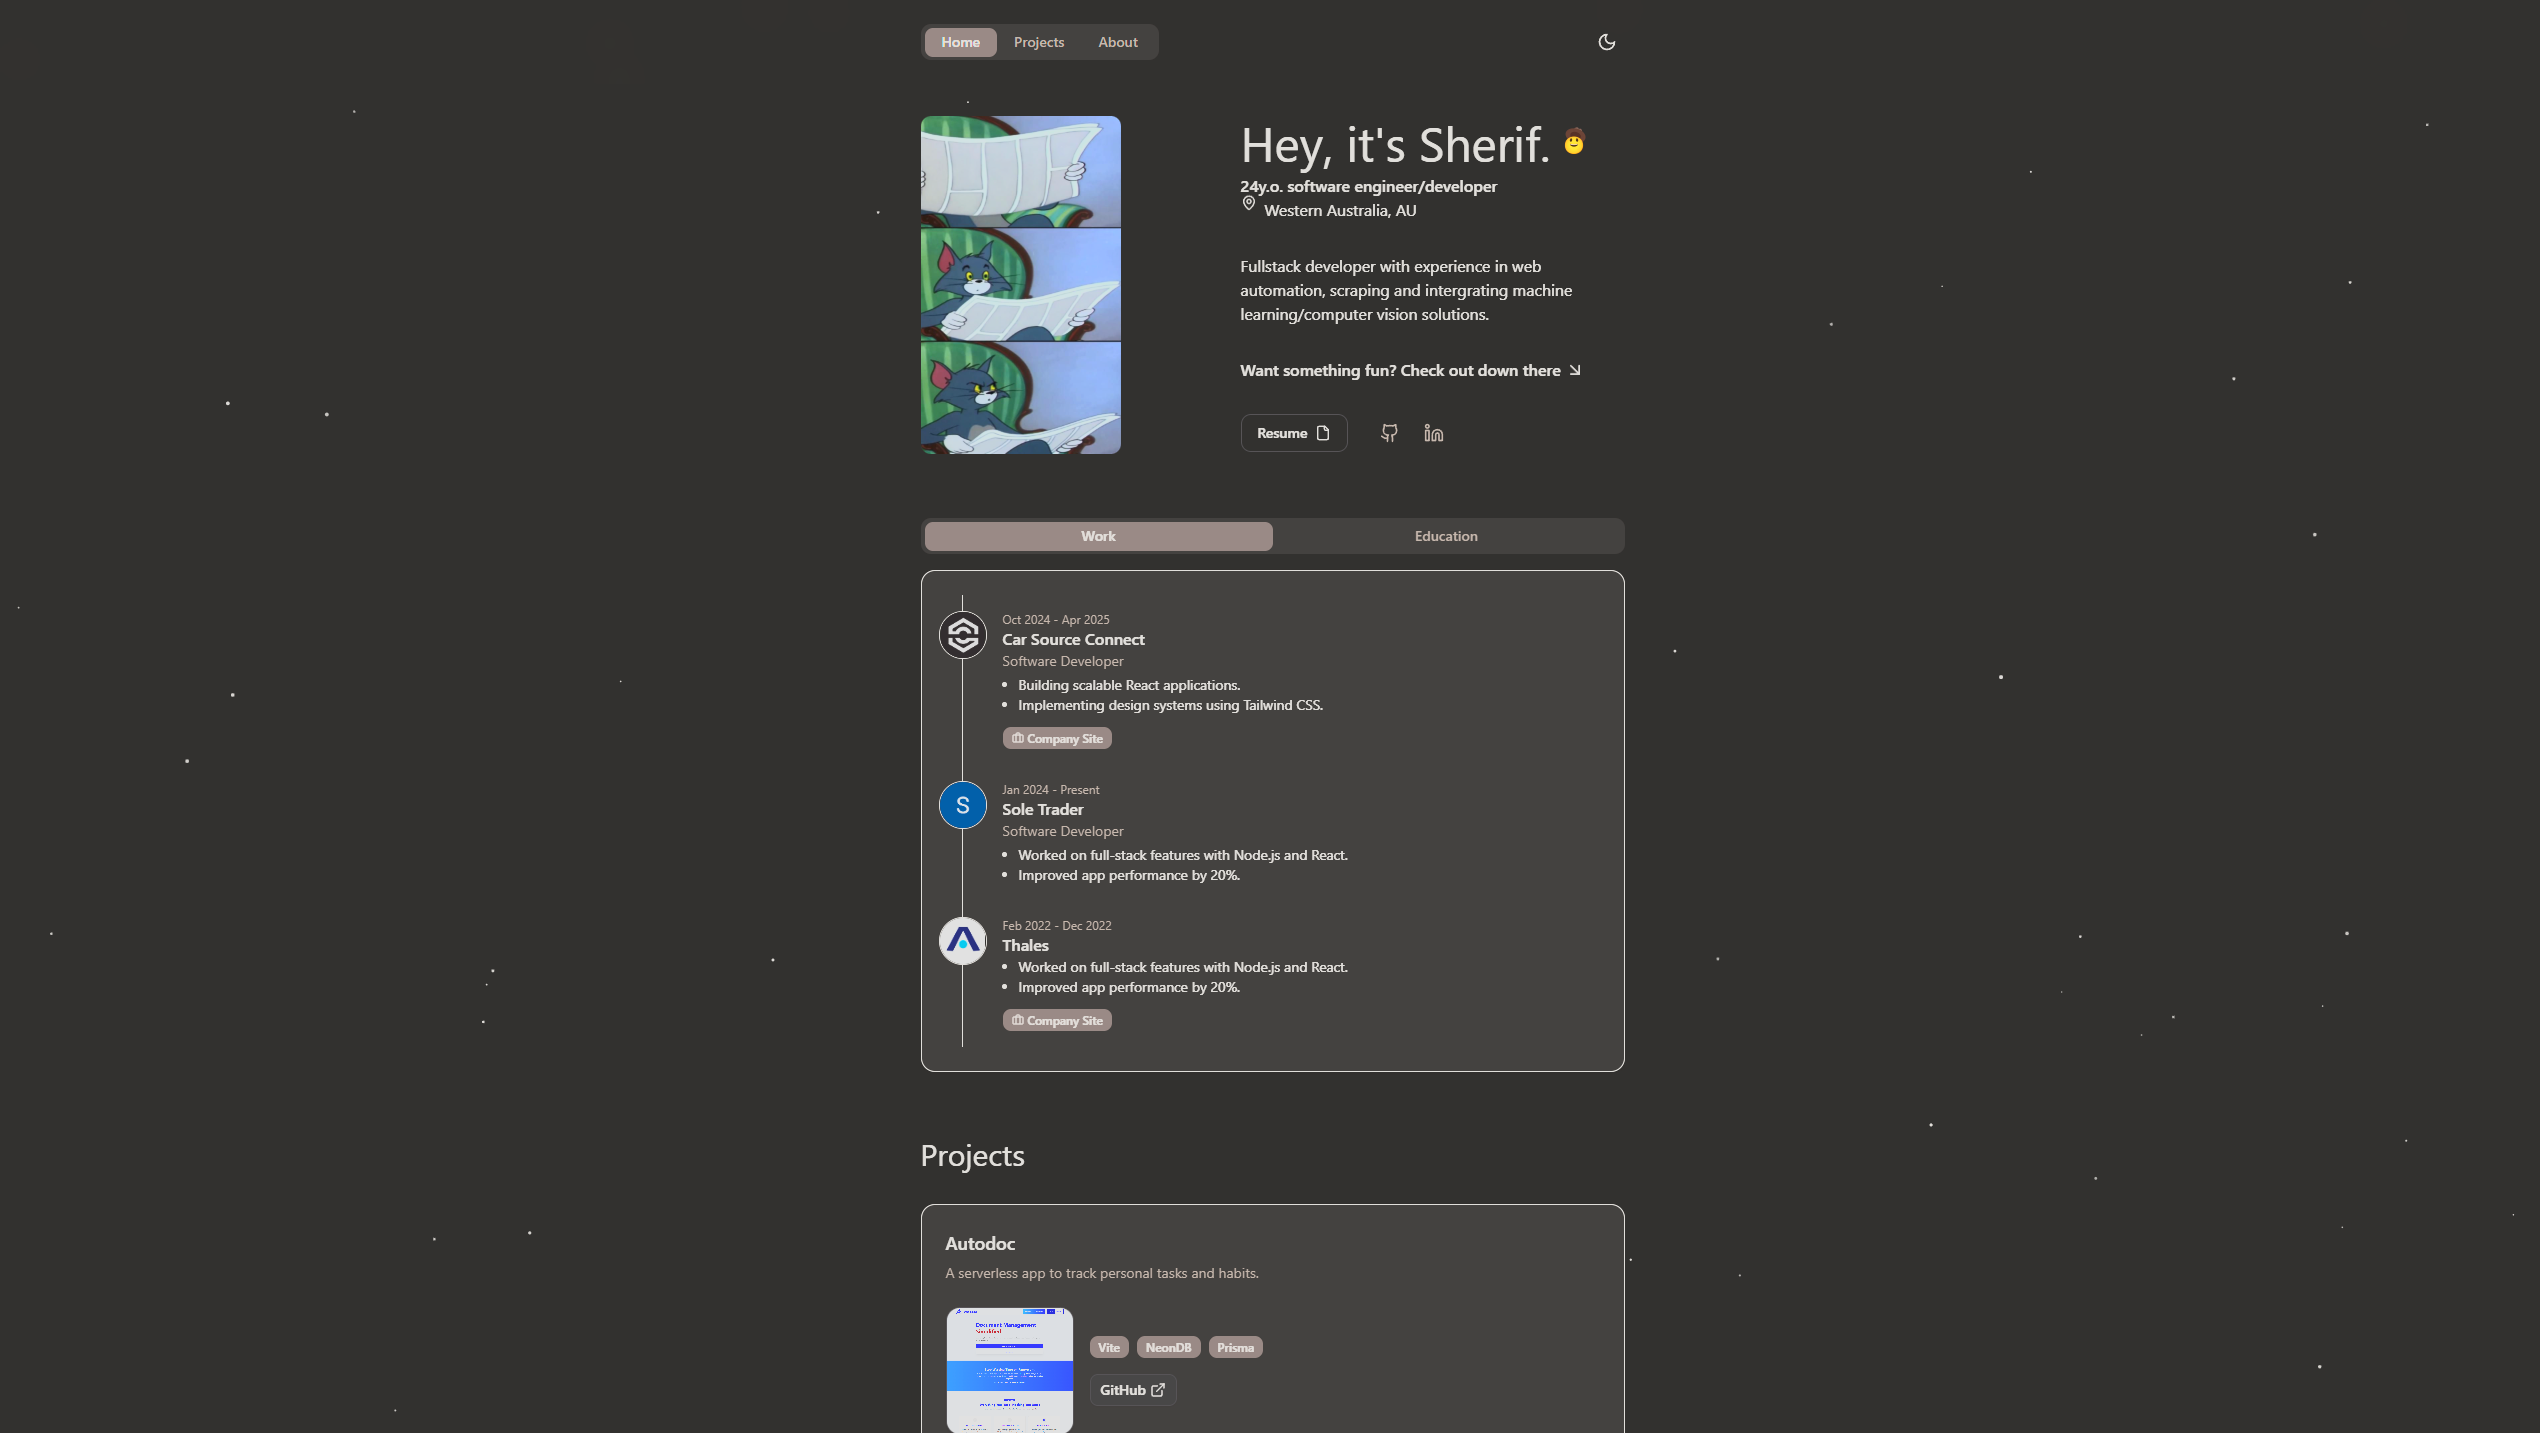 Home Projects About
Hey, it's Sherif.
24y.o. software engineer/developer
Western Australia, AU
Fullstack developer with experience in web
automation, scraping and intergrating machine
learning/computer vision solutions.
Want something fun? Check out down there
Resume
Work Education
Oct 2024 - Apr 2025
Car Source Connect
Software Developer
Building scalable React applications.
Implementing design systems using Tailwind CSS.
Company Site
S
Jan 2024 - Present
Sole Trader
Software Developer
Worked on full-stack features with Node.js and React.
Improved app performance by 20%.
Feb 2022 - Dec 2022
Thales
Worked on full-stack features with Node.js and React.
Improved app performance by 20%.
Company Site
Projects
Autodoc
A serverless app to track personal tasks and habits.
Document Management
Simplified
Vite NeonDB Prisma
GitHub